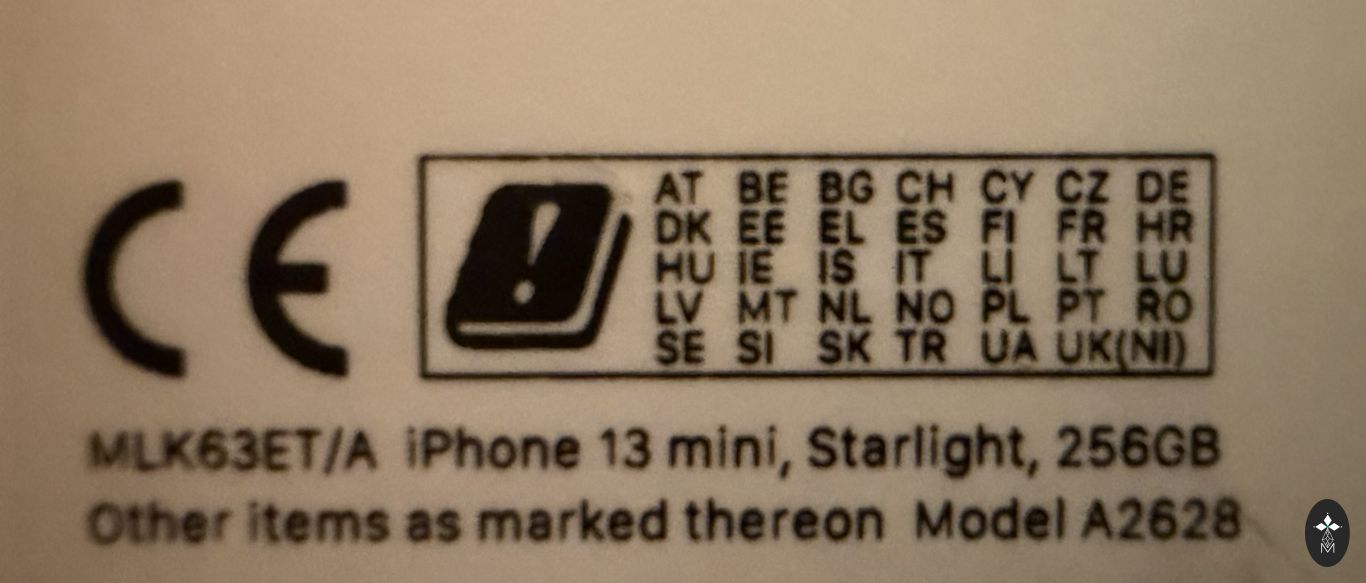 CE
AT BE BG CH CY CZ DE
DK EE EL ES FI FR HR
HU IE IS IT LI LT LU
LV MT NL NO PL PT RO
SE SI SK TR UA UK(NI)
MLK63ET/A iPhone 13 mini, Starlight, 256GB
Other items as marked thereon Model A2628
M